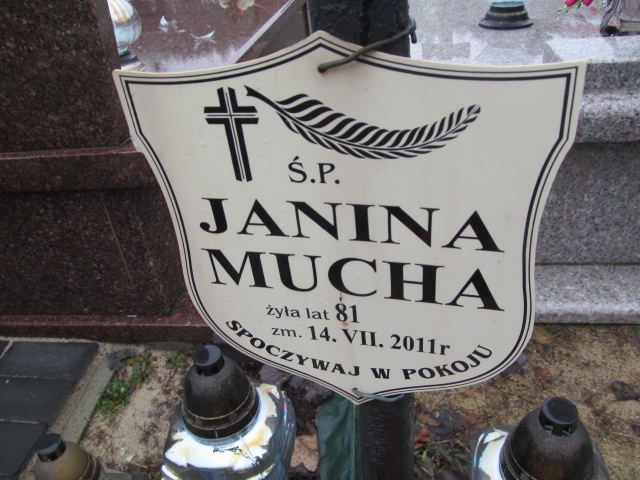 Ś.P.
JANINA
MUCHA
żyła lat 81
zm. 14. VII. 2011r
SPOCZYWAJ W POKOJU